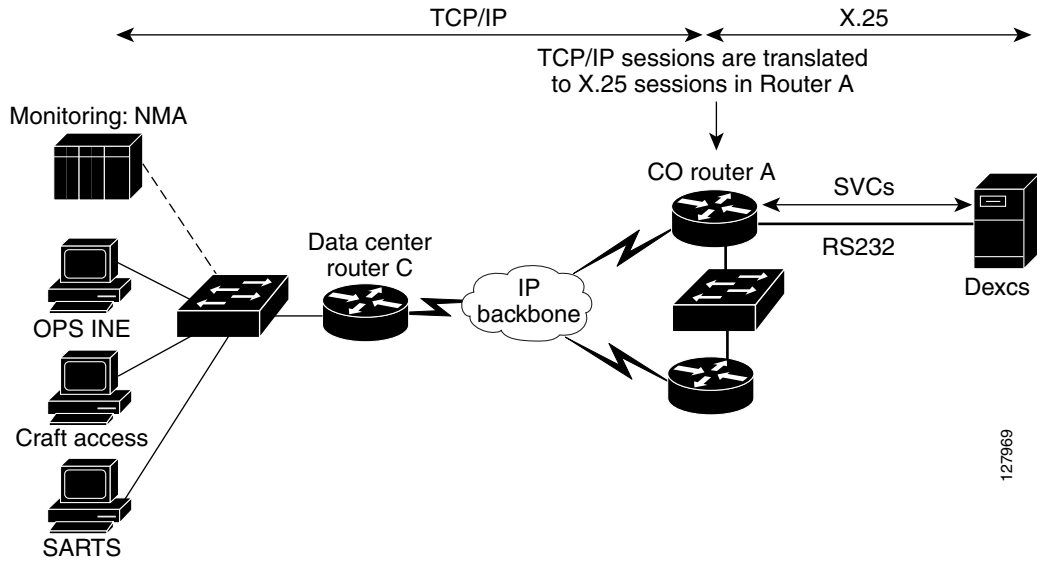 TCP/IP
X.25
TCP/IP sessions are translated
to X.25 sessions in Router A
Monitoring: NMA
CO router A
SVCs
RS232
Dexcs
Data center
router C
IP
backbone
OPS INE
Craft access
SARTS
127969